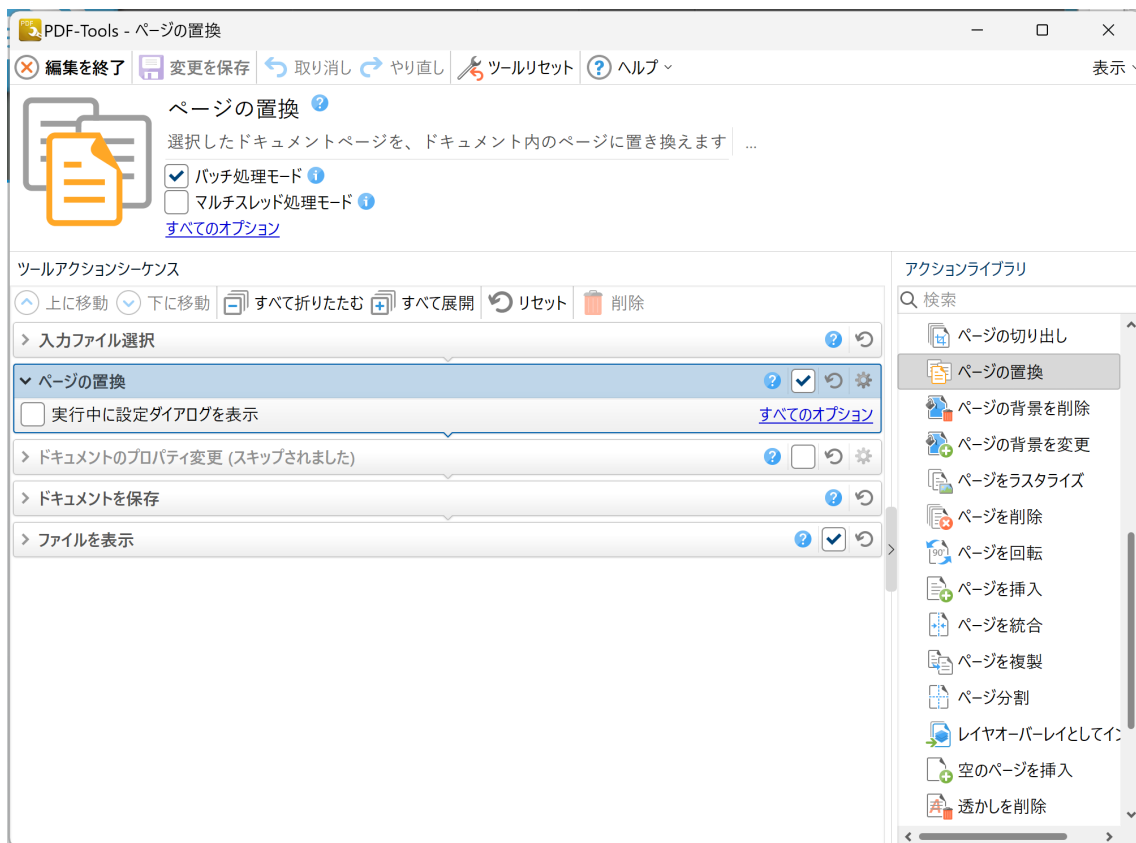 PDF-Tools - ページの置換
編集を終了 変更を保存 取り消し やり直し ツールリセット ヘルプ 表示
ページの置換
選択したドキュメントページを、ドキュメント内のページに置き換えます ...
バッチ処理モード
マルチスレッド処理モード
すべてのオプション
ツールアクションシーケンス
上に移動 下に移動 すべて折りたたむ すべて展開 リセット 削除
入力ファイル選択
ページの置換
実行中に設定ダイアログを表示 すべてのオプション
ドキュメントのプロパティ変更 (スキップされました)
ドキュメントを保存
ファイルを表示
アクションライブラリ
検索
ページの切り出し
ページの置換
ページの背景を削除
ページの背景を変更
ページをラスタライズ
ページを削除
ページを回転
ページを挿入
ページを統合
ページを複製
ページ分割
レイヤオーバーレイとしてイン
空のページを挿入
透かしを削除